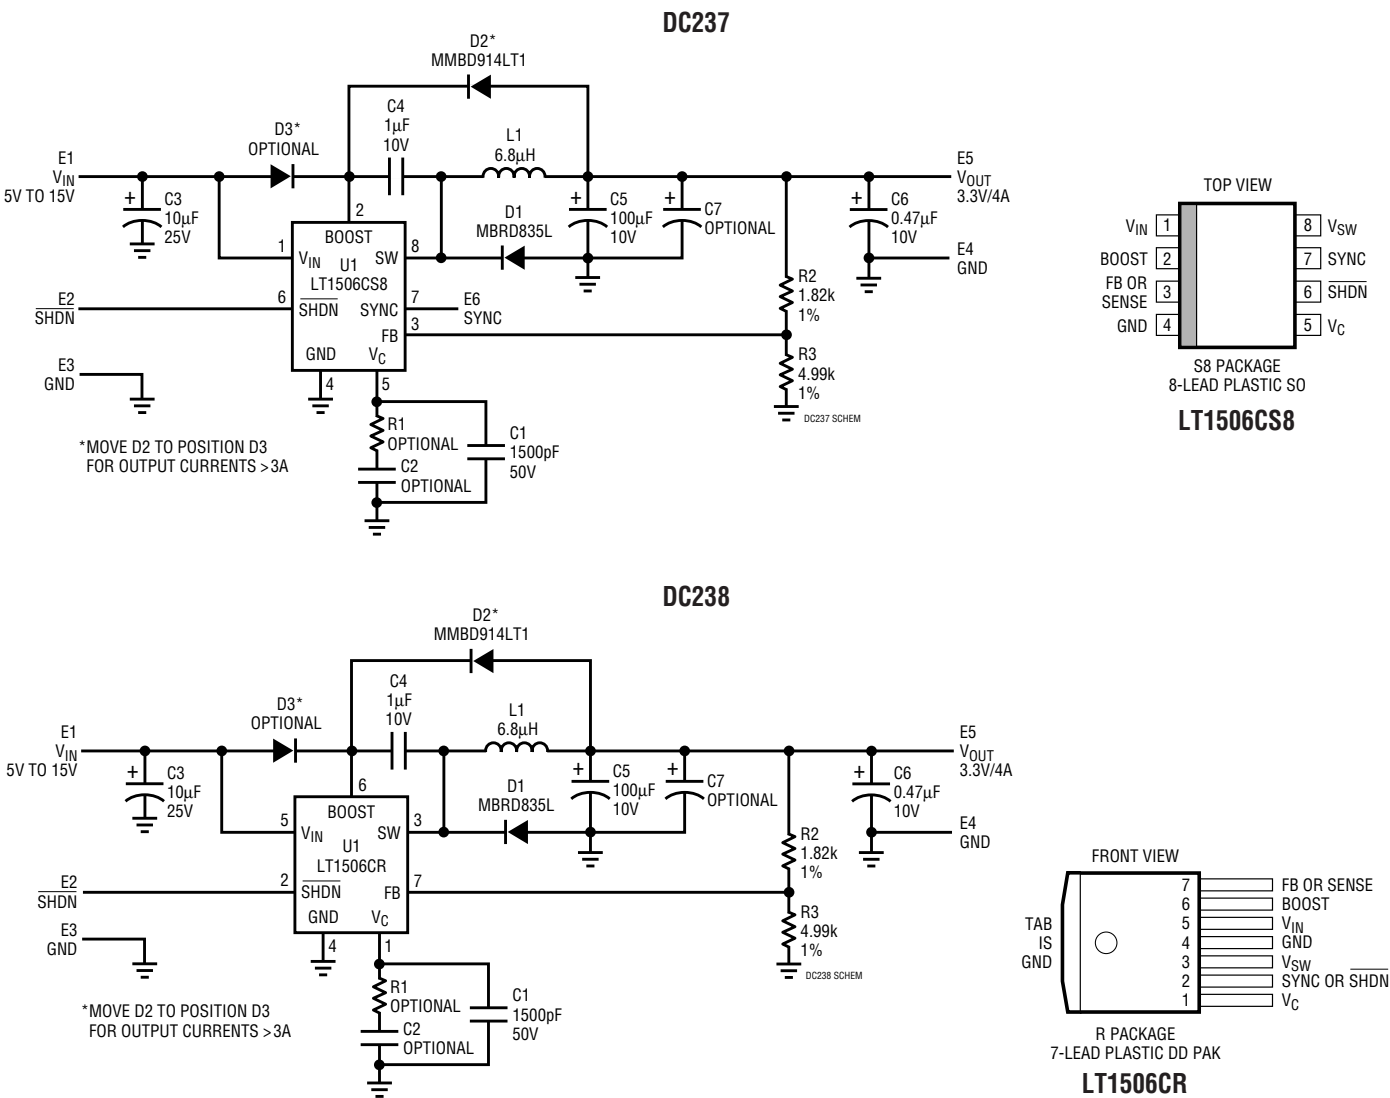 DC237
D2*
MMBD914LT1
C4
1µF
10V
D3*
OPTIONAL
L1
6.8µH
E1
VIN
5V TO 15V
+
C3
10µF
25V
2
BOOST
1
VIN
U1
LT1506CS8
SW
8
D1
MBRD835L
+
C5
100µF
10V
+
C7
OPTIONAL
+
C6
0.47µF
10V
E5
VOUT
3.3V/4A
E4
GND
E2
SHDN
6
SHDN
SYNC
7
E6
SYNC
FB
3
R2
1.82k
1%
E3
GND
GND
VC
4
5
R3
4.99k
1%
DC237 SCHEM
R1
OPTIONAL
C2
OPTIONAL
C1
1500pF
50V
*MOVE D2 TO POSITION D3
FOR OUTPUT CURRENTS >3A
TOP VIEW
VIN 1
BOOST 2
FB OR
SENSE 3
GND 4
8 VSW
7 SYNC
6 SHDN
5 VC
S8 PACKAGE
8-LEAD PLASTIC SO
LT1506CS8
DC238
D2*
MMBD914LT1
C4
1µF
10V
D3*
OPTIONAL
L1
6.8µH
E1
VIN
5V TO 15V
+
C3
10µF
25V
6
BOOST
5
VIN
U1
LT1506CR
SW
3
D1
MBRD835L
+
C5
100µF
10V
+
C7
OPTIONAL
+
C6
0.47µF
10V
E5
VOUT
3.3V/4A
E4
GND
E2
SHDN
2
SHDN
FB
7
R2
1.82k
1%
E3
GND
GND
VC
4
1
R3
4.99k
1%
DC238 SCHEM
R1
OPTIONAL
C2
OPTIONAL
C1
1500pF
50V
*MOVE D2 TO POSITION D3
FOR OUTPUT CURRENTS >3A
FRONT VIEW
TAB
IS
GND
7 FB OR SENSE
6 BOOST
5 VIN
4 GND
3 VSW
2 SYNC OR SHDN
1 VC
R PACKAGE
7-LEAD PLASTIC DD PAK
LT1506CR